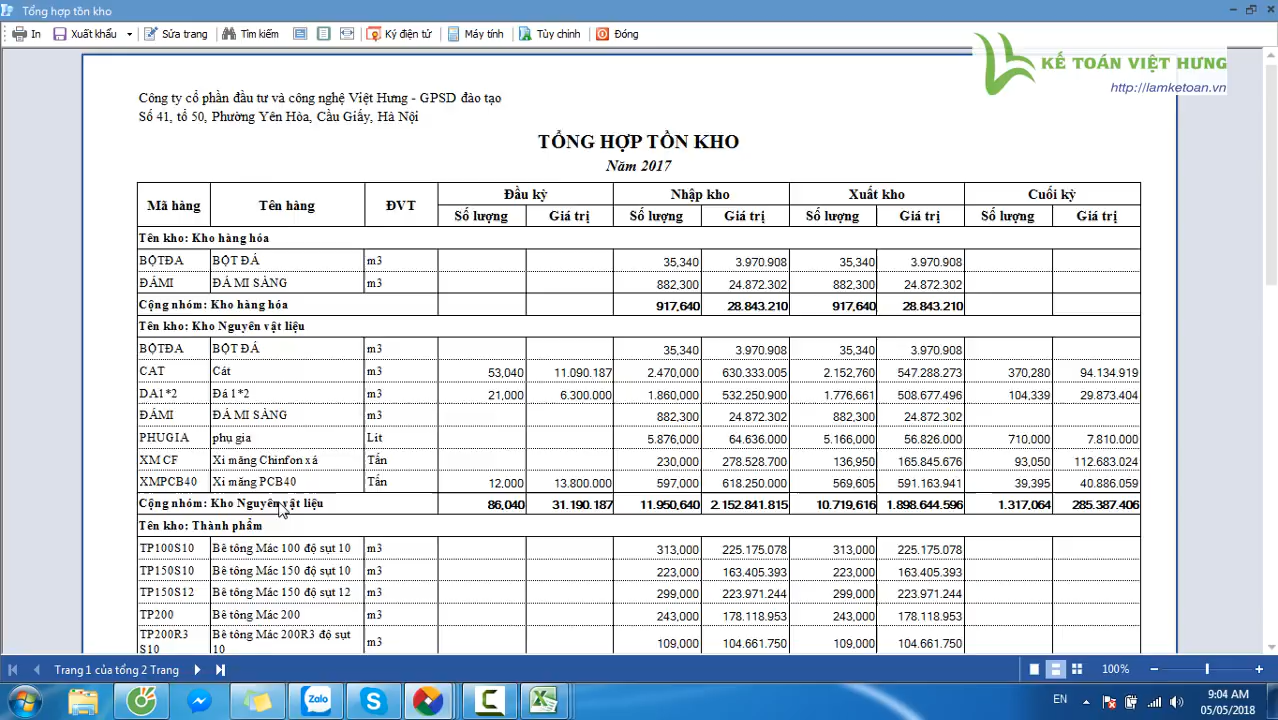 Tổng hợp tồn kho
In Xuất khẩu Sửa trang Tìm kiếm Ký điện tử Máy tính Tùy chỉnh Đóng
KẾ TOÁN VIỆT HƯNG
http://lamketoan.vn
Công ty cổ phần đầu tư và công nghệ Việt Hưng - GPSD đào tạo
Số 41, tổ 50, Phường Yên Hòa, Cầu Giấy, Hà Nội
TỔNG HỢP TỒN KHO
Năm 2017
Mã hàng Tên hàng ĐVT Đầu kỳ Nhập kho Xuất kho Cuối kỳ
Số lượng Giá trị Số lượng Giá trị Số lượng Giá trị Số lượng Giá trị
Tên kho: Kho hàng hóa
BỘTĐA BỘT ĐÁ m3 35,340 3.970.908 35,340 3.970.908
ĐÁMI ĐÁ MI SÀNG m3 882,300 24.872.302 882,300 24.872.302
Cộng nhóm: Kho hàng hóa 917,640 28.843.210 917,640 28.843.210
Tên kho: Kho Nguyên vật liệu
BỘTĐA BỘT ĐÁ m3 35,340 3.970.908 35,340 3.970.908
CAT Cát m3 53,040 11.090.187 2.470,000 630.333.005 2.152,760 547.288.273 370,280 94.134.919
DA1*2 Đá 1*2 m3 21,000 6.300.000 1.860,000 532.250.900 1.776,661 508.677.496 104,339 29.873.404
ĐÁMI ĐÁ MI SÀNG m3 882,300 24.872.302 882,300 24.872.302
PHUGIA phụ gia Lit 5.876,000 64.636.000 5.166,000 56.826.000 710,000 7.810.000
XM CF Xi măng Chinfon xá Tấn 230,000 278.528.700 136,950 165.845.676 93,050 112.683.024
XMPCB40 Xi măng PCB40 Tấn 12,000 13.800.000 597,000 618.250.000 569,605 591.163.941 39,395 40.886.059
Cộng nhóm: Kho Nguyên vật liệu 86,040 31.190.187 11.950,640 2.152.841.815 10.719,616 1.898.644.596 1.317,064 285.387.406
Tên kho: Thành phẩm
TP100S10 Bê tông Mác 100 độ sụt 10 m3 313,000 225.175.078 313,000 225.175.078
TP150S10 Bê tông Mác 150 độ sụt 10 m3 223,000 163.405.393 223,000 163.405.393
TP150S12 Bê tông Mác 150 độ sụt 12 m3 299,000 223.971.244 299,000 223.971.244
TP200 Bê tông Mác 200 m3 243,000 178.118.953 243,000 178.118.953
TP200R3 S10 Bê tông Mác 200R3 độ sụt 10 m3 109,000 104.661.750 109,000 104.661.750
Trang 1 của tổng 2 Trang 100%
Zalo
EN 9:04 AM
05/05/2018